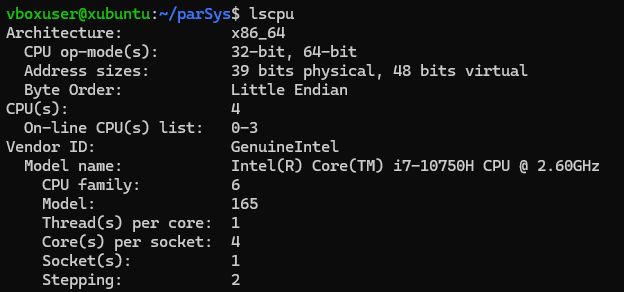 vboxuser@xubuntu:~/parSys$ lscpu
Architecture: x86_64
CPU op-mode(s): 32-bit, 64-bit
Address sizes: 39 bits physical, 48 bits virtual
Byte Order: Little Endian
CPU(s): 4
On-line CPU(s) list: 0-3
Vendor ID: GenuineIntel
Model name: Intel(R) Core(TM) i7-10750H CPU @ 2.60GHz
CPU family: 6
Model: 165
Thread(s) per core: 1
Core(s) per socket: 4
Socket(s): 1
Stepping: 2